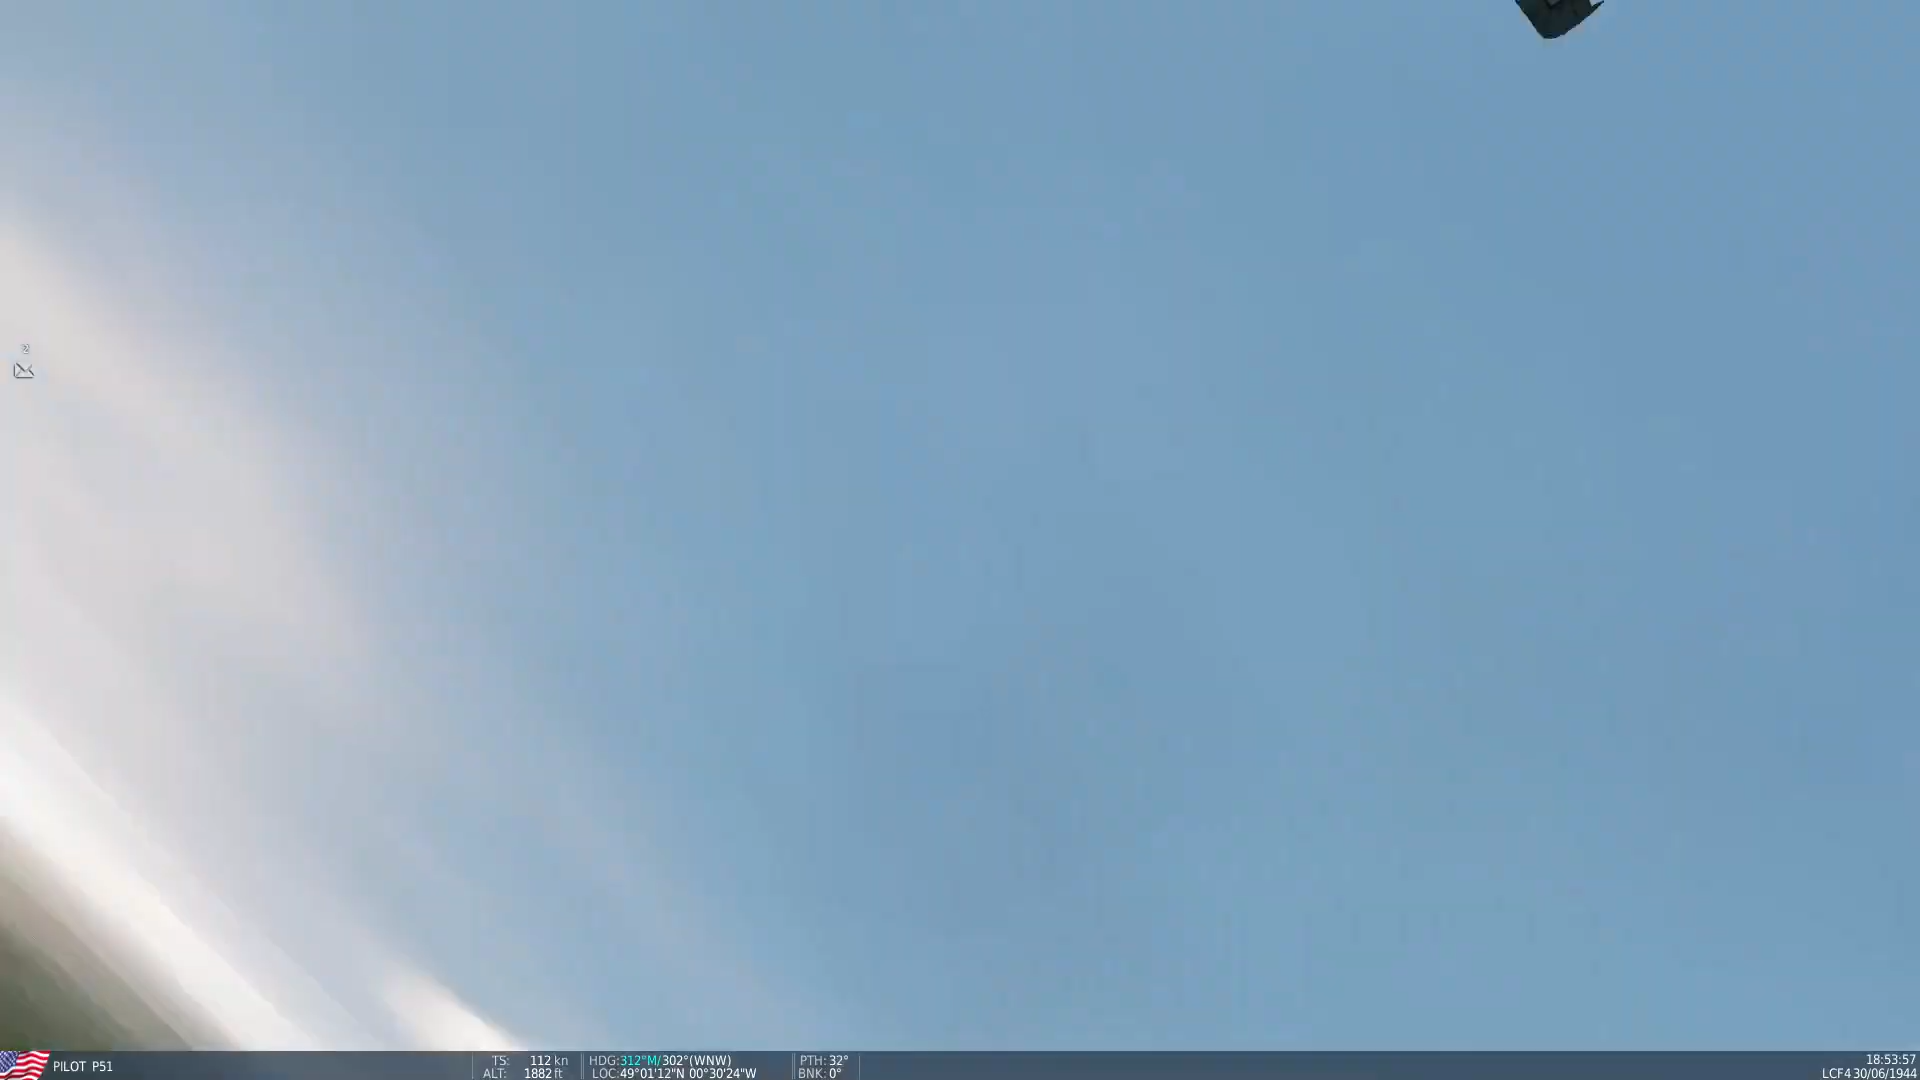 2
PILOT P51
TS: 112 kn
ALT: 1882 ft
HDG:312°M/302°(WNW)
LOC:49°01'12"N 00°30'24"W
PTH: 32°
BNK: 0°
18:53:57
LCF4 30/06/1944